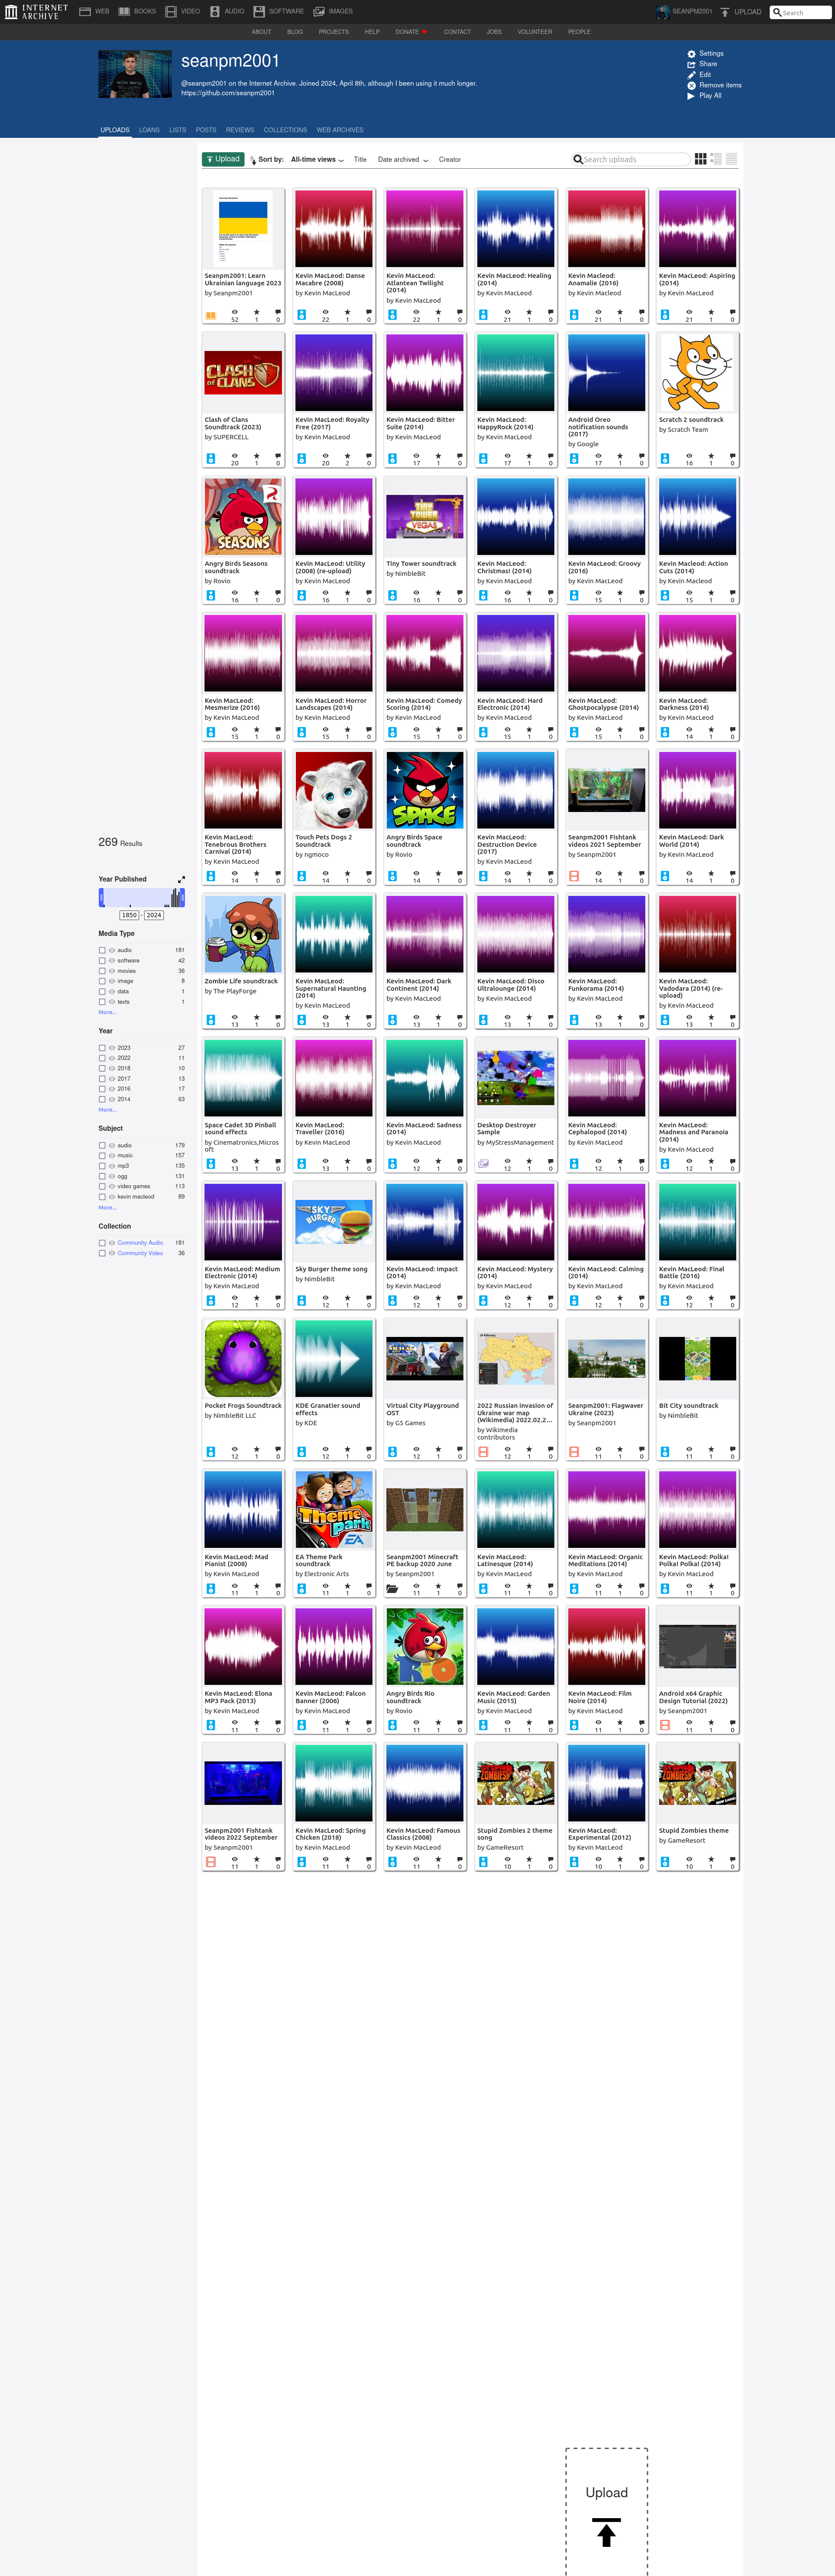 INTERNET ARCHIVE
WEB BOOKS VIDEO AUDIO SOFTWARE IMAGES SEANPM2001 UPLOAD Search
ABOUT BLOG PROJECTS HELP DONATE CONTACT JOBS VOLUNTEER PEOPLE
seanpm2001
@seanpm2001 on the Internet Archive. Joined 2024, April 8th, although I been using it much longer.
https://github.com/seanpm2001
Settings
Share
Edit
Remove items
Play All
UPLOADS LOANS LISTS POSTS REVIEWS COLLECTIONS WEB ARCHIVES
Upload Sort by: All-time views Title Date archived Creator Search uploads
269 Results
Year Published
1850 - 2024
Media Type
audio 181
software 42
movies 36
image 8
data 1
texts 1
More...
Year
2023 27
2022 11
2018 10
2017 13
2016 17
2014 63
More...
Subject
audio 179
music 157
mp3 135
ogg 131
video games 113
kevin macleod 89
More...
Collection
Community Audio 181
Community Video 36
Seanpm2001: Learn
Ukrainian language 2023
by Seanpm2001
52 1 0
Kevin MacLeod: Danse
Macabre (2008)
by Kevin MacLeod
22 1 0
Kevin MacLeod:
Atlantean Twilight
(2014)
by Kevin MacLeod
22 1 0
Kevin MacLeod: Healing
(2014)
by Kevin MacLeod
21 1 0
Kevin Macleod:
Anamalie (2016)
by Kevin Macleod
21 1 0
Kevin MacLeod: Aspiring
(2014)
by Kevin MacLeod
21 1 0
CLASH of CLANS
Clash of Clans
Soundtrack (2023)
by SUPERCELL
20 1 0
Kevin MacLeod: Royalty
Free (2017)
by Kevin MacLeod
20 2 0
Kevin MacLeod: Bitter
Suite (2014)
by Kevin MacLeod
17 1 0
Kevin MacLeod:
HappyRock (2014)
by Kevin MacLeod
17 1 0
Android Oreo
notification sounds
(2017)
by Google
17 1 0
Scratch 2 soundtrack
by Scratch Team
16 1 0
SEASONS
Angry Birds Seasons
soundtrack
by Rovio
16 1 0
Kevin MacLeod: Utility
(2008) (re-upload)
by Kevin MacLeod
16 1 0
TINY TOWER VEGAS
Tiny Tower soundtrack
by NimbleBit
16 1 0
Kevin MacLeod:
Christmas! (2014)
by Kevin MacLeod
16 1 0
Kevin MacLeod: Groovy
(2016)
by Kevin MacLeod
15 1 0
Kevin Macleod: Action
Cuts (2014)
by Kevin Macleod
15 1 0
Kevin MacLeod:
Mesmerize (2016)
by Kevin MacLeod
15 1 0
Kevin MacLeod: Horror
Landscapes (2014)
by Kevin MacLeod
15 1 0
Kevin MacLeod: Comedy
Scoring (2014)
by Kevin MacLeod
15 1 0
Kevin MacLeod: Hard
Electronic (2014)
by Kevin MacLeod
15 1 0
Kevin MacLeod:
Ghostpocalypse (2014)
by Kevin MacLeod
15 1 0
Kevin MacLeod:
Darkness (2014)
by Kevin MacLeod
14 1 0
Kevin MacLeod:
Tenebrous Brothers
Carnival (2014)
by Kevin MacLeod
14 1 0
Touch Pets Dogs 2
Soundtrack
by ngmoco
14 1 0
SPACE
Angry Birds Space
soundtrack
by Rovio
14 1 0
Kevin MacLeod:
Destruction Device
(2017)
by Kevin MacLeod
14 1 0
Seanpm2001 Fishtank
videos 2021 September
by Seanpm2001
14 1 0
Kevin MacLeod: Dark
World (2014)
by Kevin MacLeod
14 1 0
Zombie Life soundtrack
by The PlayForge
13 1 0
Kevin MacLeod:
Supernatural Haunting
(2014)
by Kevin MacLeod
13 1 0
Kevin MacLeod: Dark
Continent (2014)
by Kevin MacLeod
13 1 0
Kevin MacLeod: Disco
Ultralounge (2014)
by Kevin MacLeod
13 1 0
Kevin MacLeod:
Funkorama (2014)
by Kevin MacLeod
13 1 0
Kevin MacLeod:
Vadodara (2014) (re-
upload)
by Kevin MacLeod
13 1 0
Space Cadet 3D Pinball
sound effects
by Cinematronics,Micros
oft
13 1 0
Kevin MacLeod:
Traveller (2016)
by Kevin MacLeod
13 1 0
Kevin MacLeod: Sadness
(2014)
by Kevin MacLeod
12 1 0
Desktop Destroyer
Sample
by MyStressManagement
12 1 0
Kevin MacLeod:
Cephalopod (2014)
by Kevin MacLeod
12 1 0
Kevin MacLeod:
Madness and Paranoia
(2014)
by Kevin MacLeod
12 1 0
Kevin MacLeod: Medium
Electronic (2014)
by Kevin MacLeod
12 1 0
SKY BURGER
Sky Burger theme song
by NimbleBit
12 1 0
Kevin MacLeod: Impact
(2014)
by Kevin MacLeod
12 1 0
Kevin MacLeod: Mystery
(2014)
by Kevin MacLeod
12 1 0
Kevin MacLeod: Calming
(2014)
by Kevin MacLeod
12 1 0
Kevin MacLeod: Final
Battle (2016)
by Kevin MacLeod
12 1 0
Pocket Frogs Soundtrack
by NimbleBit LLC
12 1 0
KDE Granatier sound
effects
by KDE
12 1 0
Virtual City Playground
OST
by G5 Games
12 1 0
2022 Russian invasion of
Ukraine war map
(Wikimedia) 2022.02.2...
by Wikimedia
contributors
12 1 0
Seanpm2001: Flagwaver
Ukraine (2023)
by Seanpm2001
11 1 0
Bit City soundtrack
by NimbleBit
11 1 0
Kevin MacLeod: Mad
Pianist (2008)
by Kevin MacLeod
11 1 0
Theme Park
EA
EA Theme Park
soundtrack
by Electronic Arts
11 1 0
Seanpm2001 Minecraft
PE backup 2020 June
by Seanpm2001
11 1 0
Kevin MacLeod:
Latinesque (2014)
by Kevin MacLeod
11 1 0
Kevin MacLeod: Organic
Meditations (2014)
by Kevin MacLeod
11 1 0
Kevin MacLeod: Polka!
Polka! Polka! (2014)
by Kevin MacLeod
11 1 0
Kevin MacLeod: Elona
MP3 Pack (2013)
by Kevin MacLeod
11 1 0
Kevin MacLeod: Falcon
Banner (2006)
by Kevin MacLeod
11 1 0
RIO
Angry Birds Rio
soundtrack
by Rovio
11 1 0
Kevin MacLeod: Garden
Music (2015)
by Kevin MacLeod
11 1 0
Kevin MacLeod: Film
Noire (2014)
by Kevin MacLeod
11 1 0
Android x64 Graphic
Design Tutorial (2022)
by Seanpm2001
11 1 0
Seanpm2001 Fishtank
videos 2022 September
by Seanpm2001
11 1 0
Kevin MacLeod: Spring
Chicken (2018)
by Kevin MacLeod
11 1 0
Kevin MacLeod: Famous
Classics (2008)
by Kevin MacLeod
11 1 0
Stupid Zombies 2 theme
song
by GameResort
10 1 0
Kevin MacLeod:
Experimental (2012)
by Kevin MacLeod
10 1 0
Stupid Zombies theme
by GameResort
10 1 0
Upload